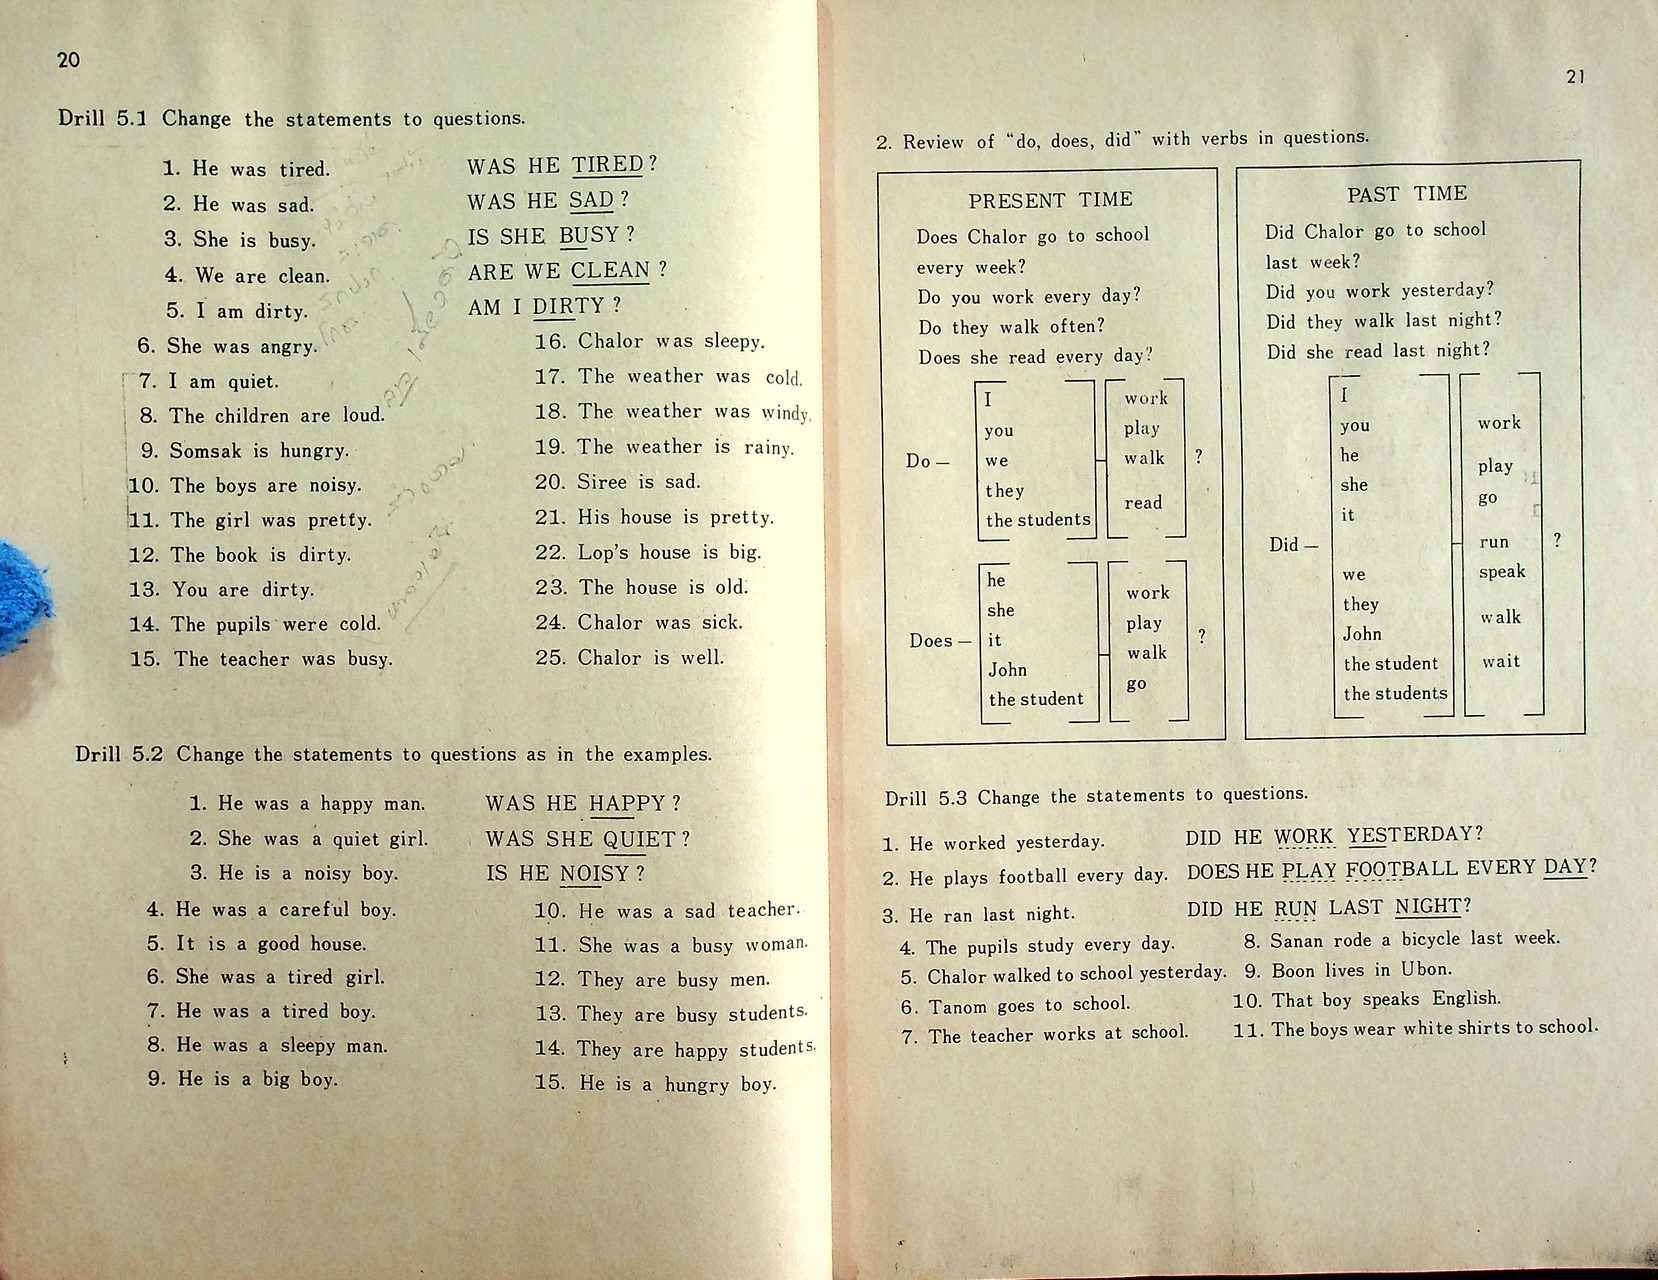 20
Drill 5.1 Change the statements to questions.
1. He was tired. WAS HE TIRED?
2. He was sad. WAS HE SAD?
3. She is busy. IS SHE BUSY?
4. We are clean. ARE WE CLEAN?
5. I am dirty. AM I DIRTY?
6. She was angry.
7. I am quiet.
8. The children are loud.
9. Somsak is hungry.
10. The boys are noisy.
11. The girl was pretty.
12. The book is dirty.
13. You are dirty.
14. The pupils were cold.
15. The teacher was busy.
16. Chalor was sleepy.
17. The weather was cold.
18. The weather was windy.
19. The weather is rainy.
20. Siree is sad.
21. His house is pretty.
22. Lop's house is big.
23. The house is old.
24. Chalor was sick.
25. Chalor is well.
Drill 5.2 Change the statements to questions as in the examples.
1. He was a happy man. WAS HE HAPPY?
2. She was a quiet girl. WAS SHE QUIET?
3. He is a noisy boy. IS HE NOISY?
4. He was a careful boy.
5. It is a good house.
6. She was a tired girl.
7. He was a tired boy.
8. He was a sleepy man.
9. He is a big boy.
10. He was a sad teacher.
11. She was a busy woman.
12. They are busy men.
13. They are busy students.
14. They are happy students.
15. He is a hungry boy.
21
2. Review of "do, does, did" with verbs in questions.
PRESENT TIME
Does Chalor go to school
every week?
Do you work every day?
Do they walk often?
Does she read every day?
Do —
I
you
we
they
the students
work
play
walk
read
?
Does —
he
she
it
John
the student
work
play
walk
go
?
PAST TIME
Did Chalor go to school
last week?
Did you work yesterday?
Did they walk last night?
Did she read last night?
Did —
I
you
he
she
it
we
they
John
the student
the students
work
play
go
run
speak
walk
wait
?
Drill 5.3 Change the statements to questions.
1. He worked yesterday. DID HE WORK YESTERDAY?
2. He plays football every day. DOES HE PLAY FOOTBALL EVERY DAY?
3. He ran last night. DID HE RUN LAST NIGHT?
4. The pupils study every day.
5. Chalor walked to school yesterday.
6. Tanom goes to school.
7. The teacher works at school.
8. Sanan rode a bicycle last week.
9. Boon lives in Ubon.
10. That boy speaks English.
11. The boys wear white shirts to school.